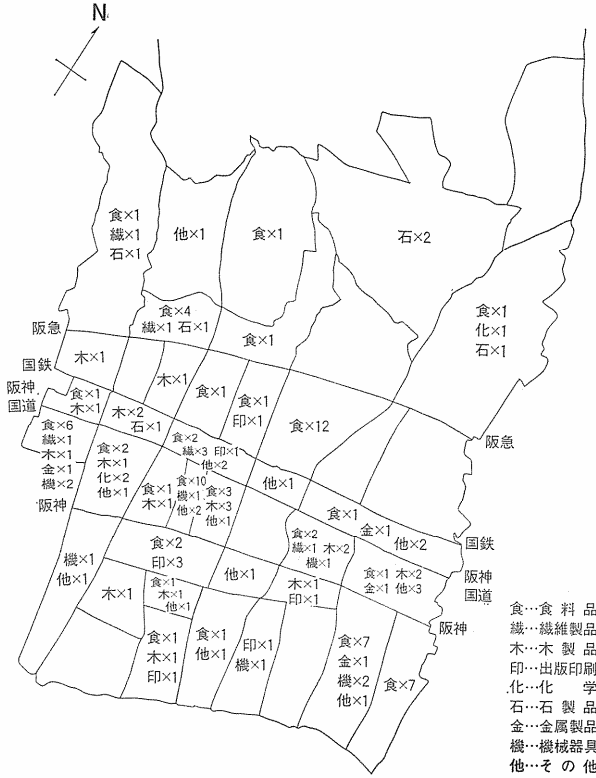 N
食×1
繊×1
石×1
他×1
食×1
石×2
食×4
繊×1 石×1
食×1
食×1
化×1
石×1
阪急
国鉄
阪神
国道
木×1
木×1
食×1
食×1
印×1
食×12
阪急
食×1
木×1
木×2
石×1
食×6
繊×1
木×1
金×1
機×2
食×2
木×1
化×2
他×1
食×2
繊×3 印×1
他×2
食×1
木×1
食×10
機×1
他×2
食×3
木×3
他×1
他×1
食×1
金×1
他×2
国鉄
阪神
機×1
他×1
食×2
印×3
他×1
食×2
繊×1 木×2
他×1
食×1 木×2
金×1 他×3
阪神
国道
木×1
食×1
木×1
他×1
木×1
印×1
阪神
食×1
木×1
印×1
食×1
他×1
印×1
機×1
食×7
金×1
機×2
他×1
食×7
食…食料品
繊…繊維製品
木…木製品
印…出版印刷
化…化学
石…石製品
金…金属製品
機…機械器具
他…その他